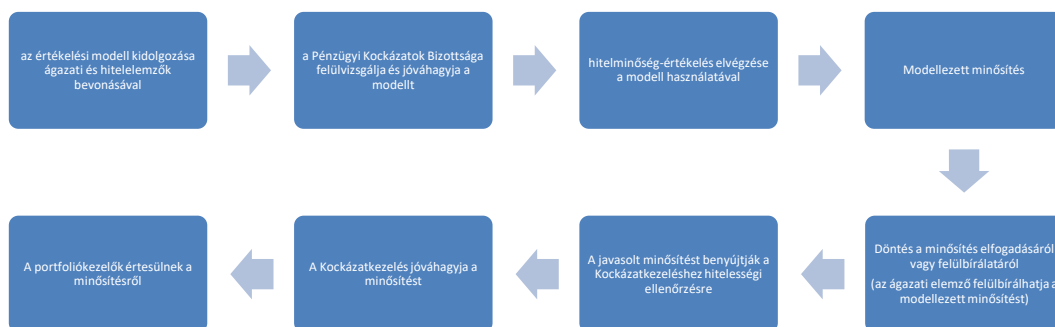 az értékelési modell kidolgozása
ágazati és hitelelemzők
bevonásával
a Pénzügyi Kockázatok Bizottsága
felülvizsgálja és jóváhagyja a
modellt
hitelminőség-értékelés elvégzése
a modell használatával
Modellezett minősítés
Döntés a minősítés elfogadásáról
vagy felülbírálatáról
(az ágazati elemző felülbírálhatja a
modellezett minősítést)
A javasolt minősítést benyújtják a
Kockázatkezeléshez hitelességi
ellenőrzésre
A Kockázatkezelés jóváhagyja a
minősítést
A portfoliókezelők értesülnek a
minősítésről